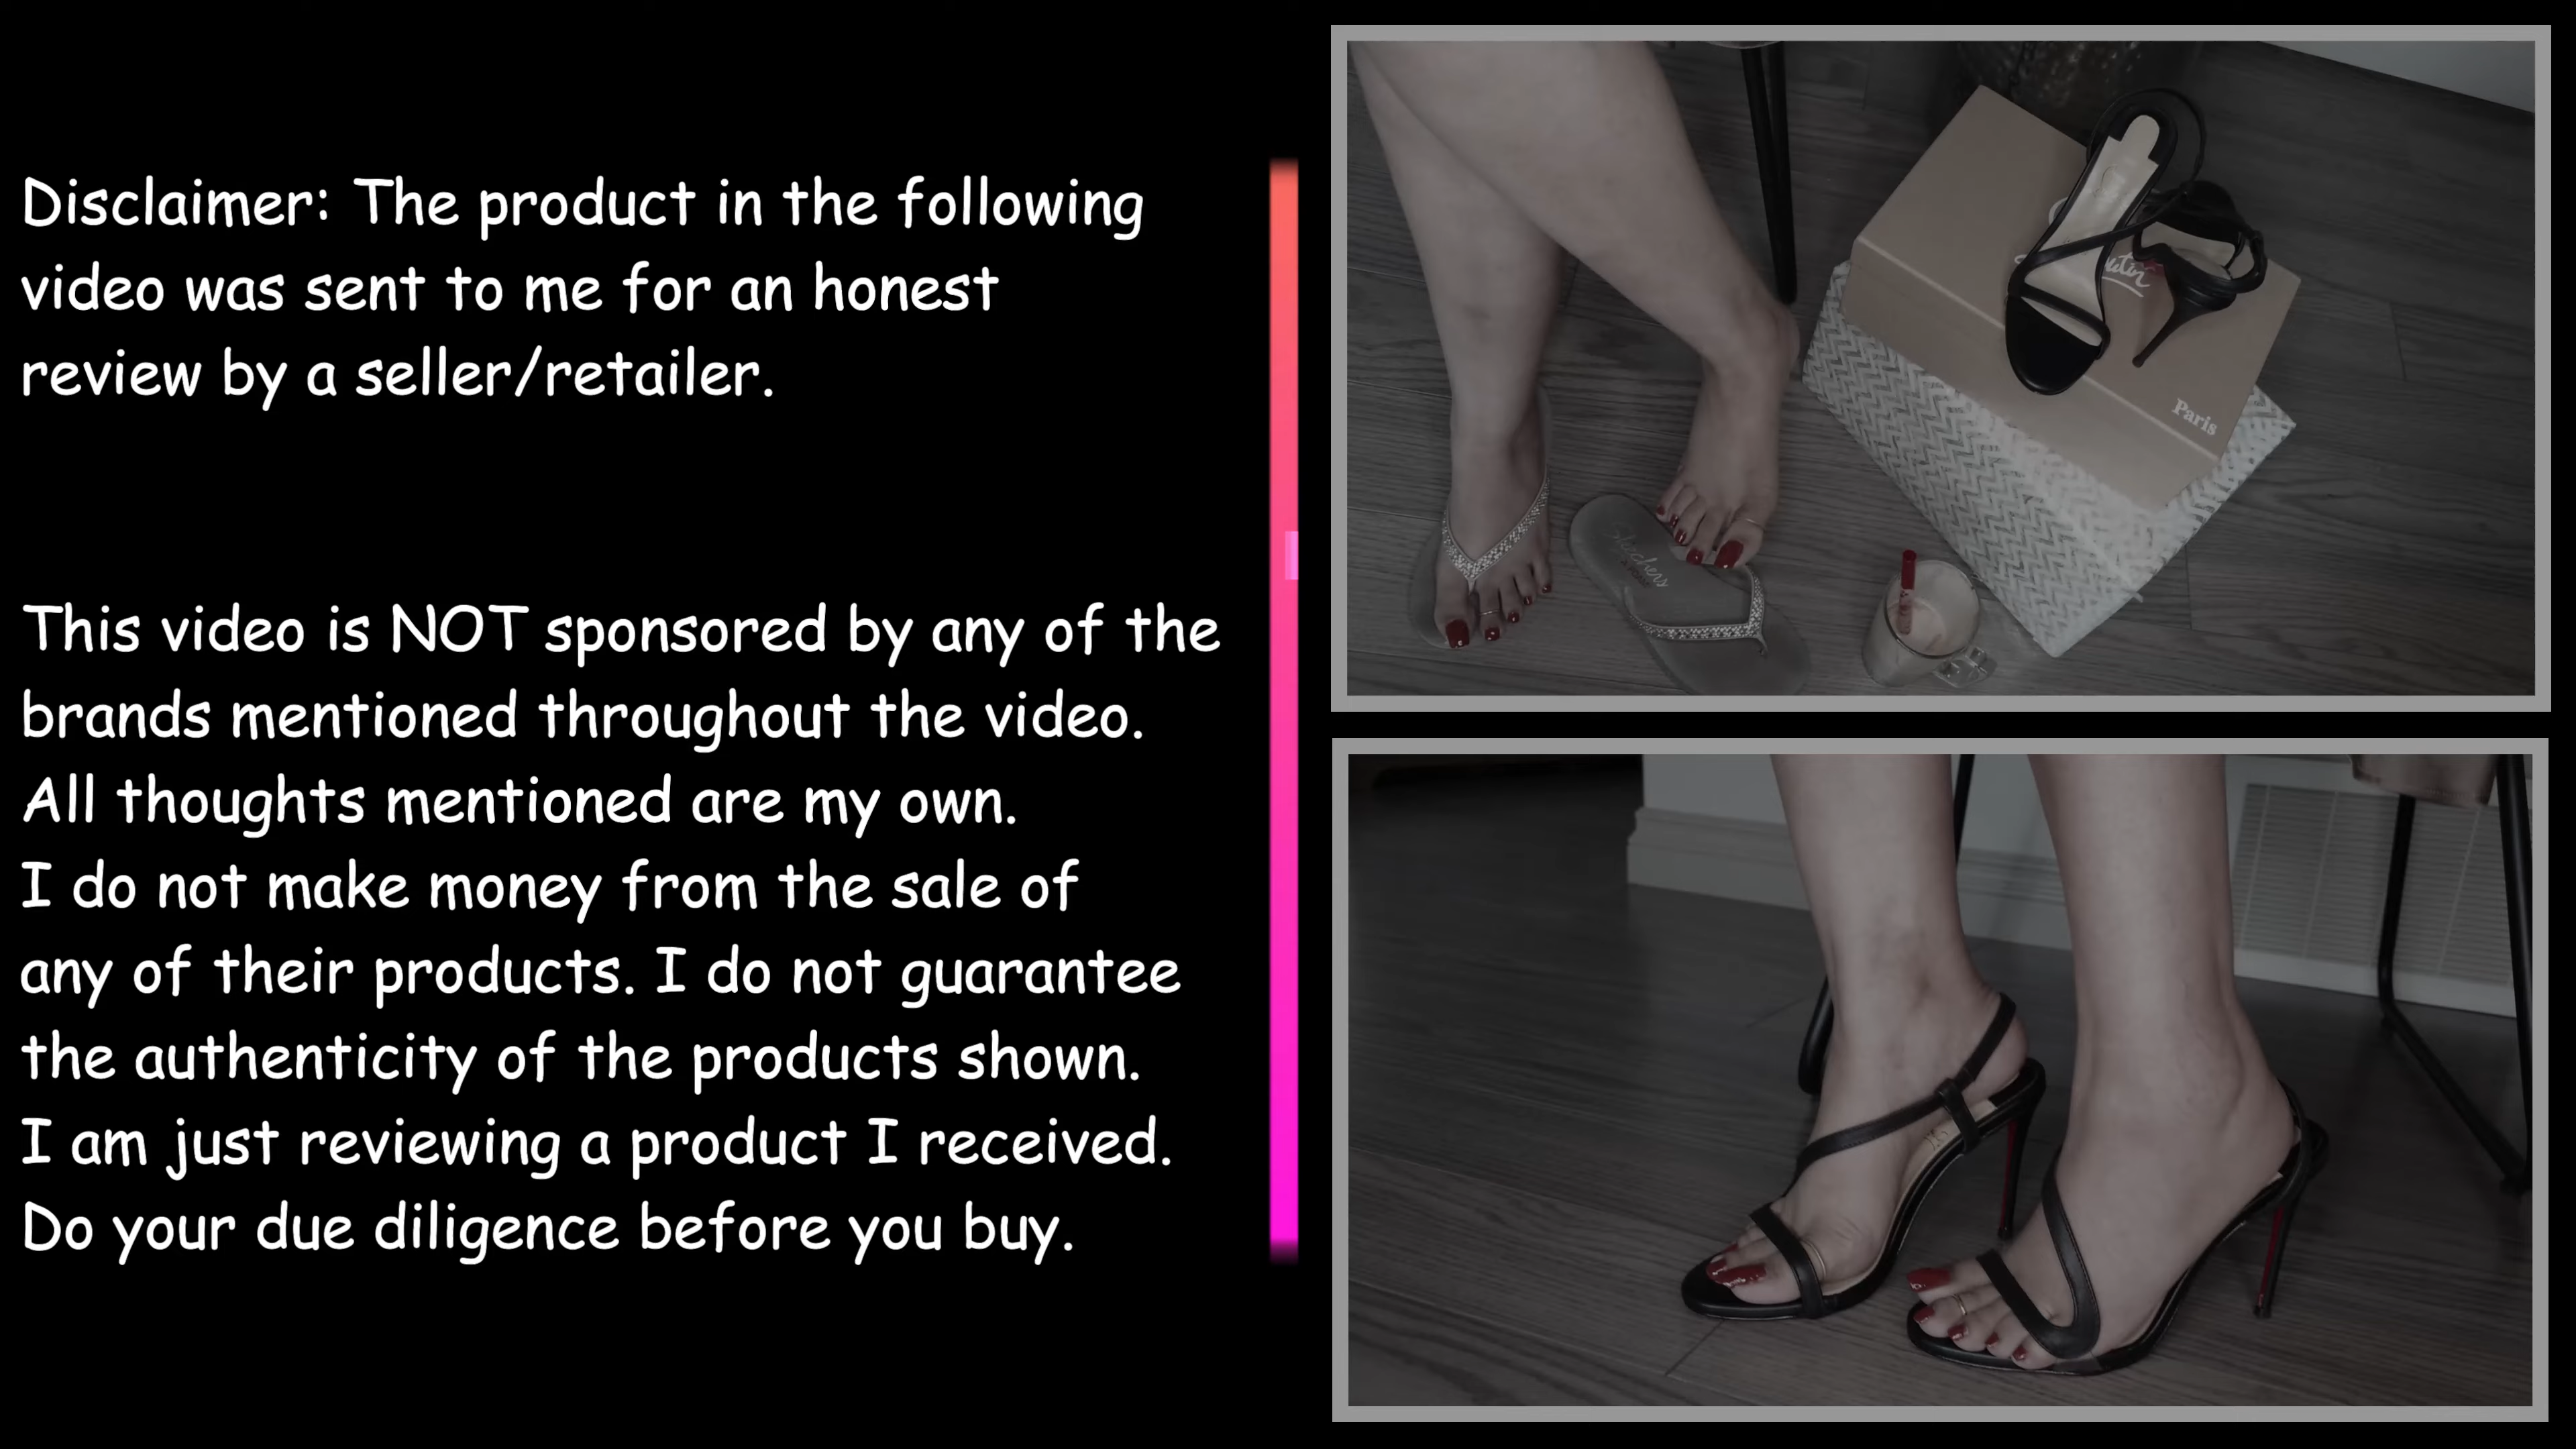 Disclaimer: The product in the following
video was sent to me for an honest
review by a seller/retailer.
This video is NOT sponsored by any of the
brands mentioned throughout the video.
All thoughts mentioned are my own.
I do not make money from the sale of
any of their products. I do not guarantee
the authenticity of the products shown.
I am just reviewing a product I received.
Do your due diligence before you buy.
Paris
Skechers